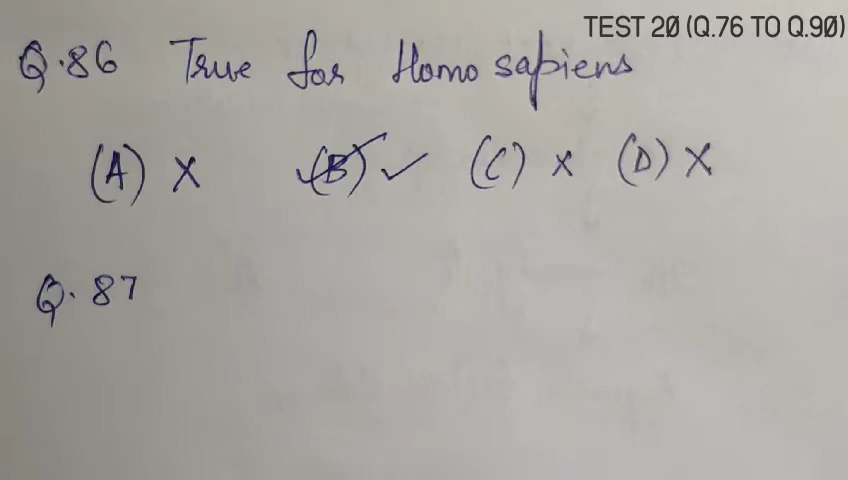 TEST 20 (Q.76 TO Q.90)
Q.86 True for Homo sapiens
(A) X (B) ✓ (C) X (D) X
Q.87